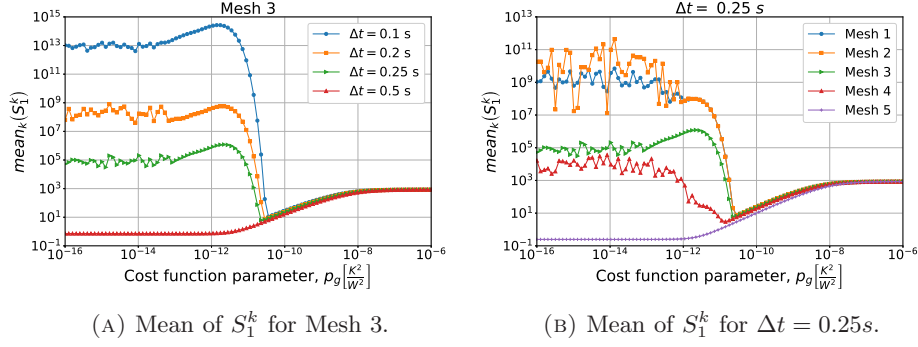 Mesh 3
10^15
10^13
10^11
10^9
10^7
10^5
10^3
10^1
10^−1
mean_k(S_1^k)
Δt = 0.1 s
Δt = 0.2 s
Δt = 0.25 s
Δt = 0.5 s
10^−16
10^−14
10^−12
10^−10
10^−8
10^−6
Cost function parameter, p_g [K^2/W^2]
(A) Mean of S_1^k for Mesh 3.
Δt = 0.25 s
10^13
10^11
10^9
10^7
10^5
10^3
10^1
10^−1
mean_k(S_1^k)
Mesh 1
Mesh 2
Mesh 3
Mesh 4
Mesh 5
10^−16
10^−14
10^−12
10^−10
10^−8
10^−6
Cost function parameter, p_g [K^2/W^2]
(B) Mean of S_1^k for Δt = 0.25s.